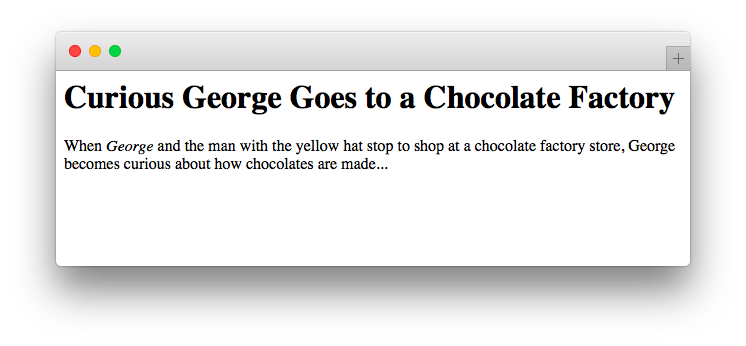 Curious George Goes to a Chocolate Factory
When George and the man with the yellow hat stop to shop at a chocolate factory store, George
becomes curious about how chocolates are made...